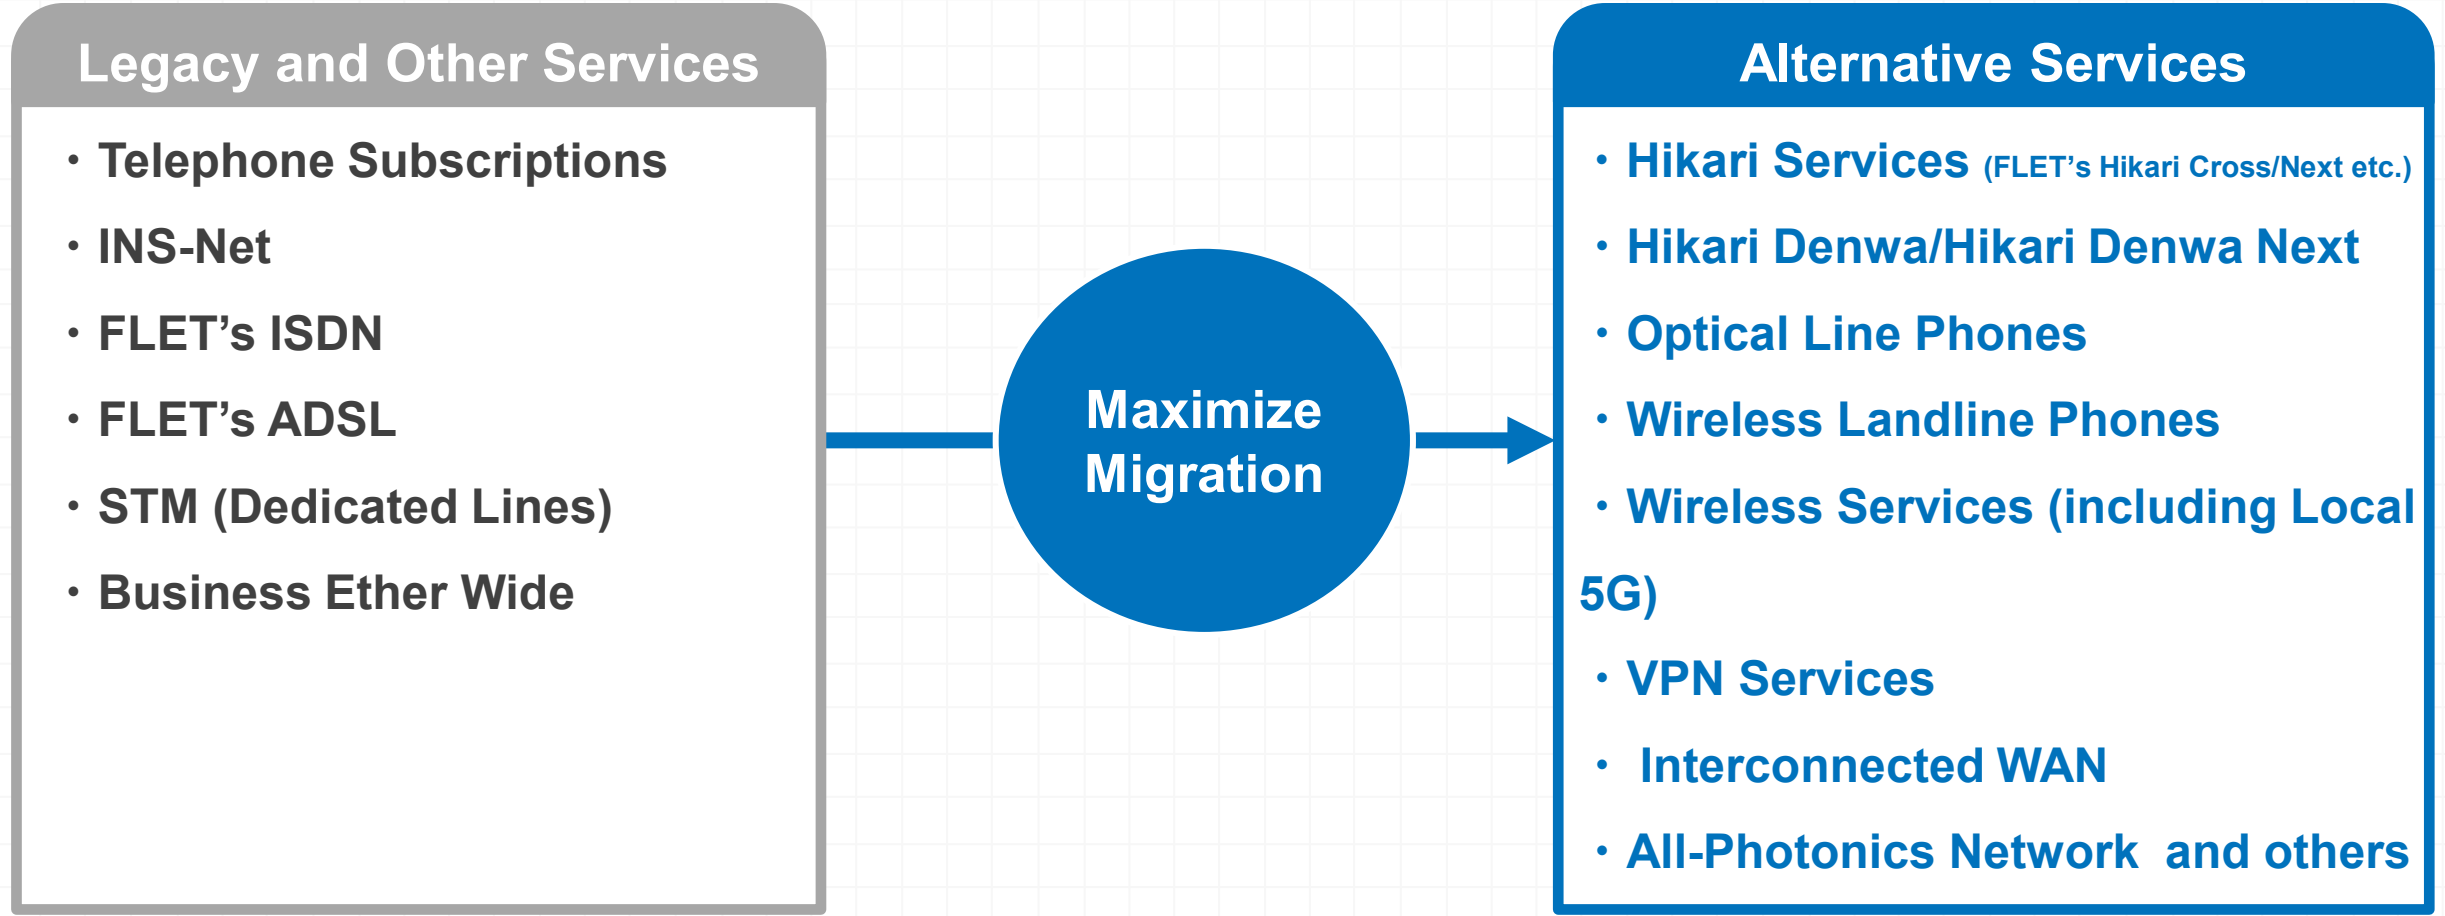 Legacy and Other Services
・Telephone Subscriptions
・INS-Net
・FLET’s ISDN
・FLET’s ADSL
・STM (Dedicated Lines)
・Business Ether Wide
Maximize
Migration
Alternative Services
・Hikari Services (FLET’s Hikari Cross/Next etc.)
・Hikari Denwa/Hikari Denwa Next
・Optical Line Phones
・Wireless Landline Phones
・Wireless Services (including Local
5G)
・VPN Services
・ Interconnected WAN
・All-Photonics Network  and others